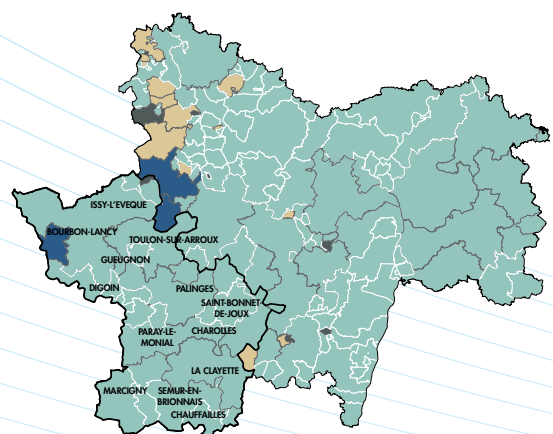 ISSY-L'EVEQUE
BOURBON-LANCY
TOULON-SUR-ARROUX
GUEUGNON
DIGOIN
PALINGES
SAINT-BONNET-
DE-JOUX
PARAY-LE-
MONIAL
CHAROLLES
LA CLAYETTE
MARCIGNY
SEMUR-EN-
BRIONNAIS
CHAUFFAILLES